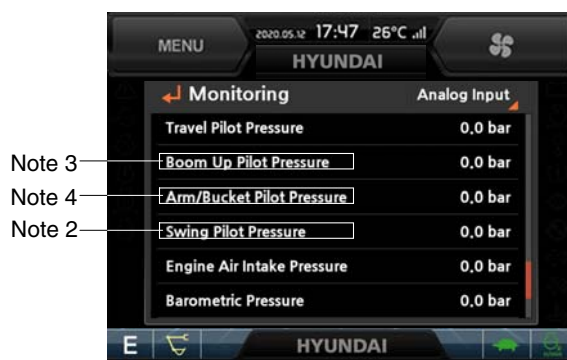 MENU
2020.05.12 17:47 26°C
HYUNDAI
Monitoring Analog Input
Travel Pilot Pressure 0.0 bar
Note 3 Boom Up Pilot Pressure 0.0 bar
Note 4 Arm/Bucket Pilot Pressure 0.0 bar
Note 2 Swing Pilot Pressure 0.0 bar
Engine Air Intake Pressure 0.0 bar
Barometric Pressure 0.0 bar
E HYUNDAI